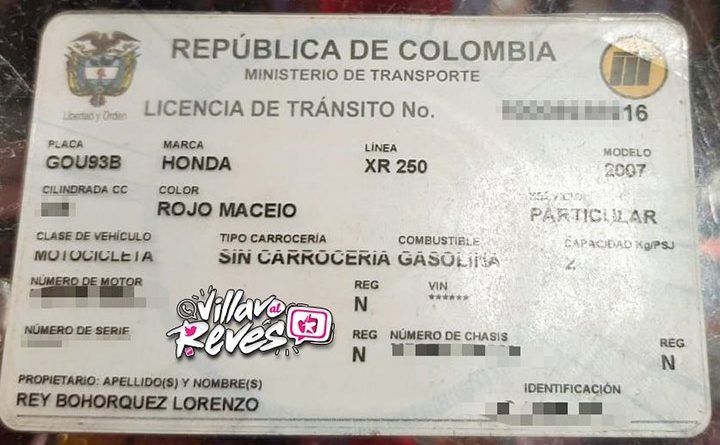 REPÚBLICA DE COLOMBIA
MINISTERIO DE TRANSPORTE
Libertad y Orden
LICENCIA DE TRÁNSITO No. 16
PLACA MARCA LÍNEA MODELO
GOU93B HONDA XR 250 2007
CILINDRADA CC COLOR SERVICIO
ROJO MACEIO PARTICULAR
CLASE DE VEHÍCULO TIPO CARROCERÍA COMBUSTIBLE CAPACIDAD Kg/PSJ
MOTOCICLETA SIN CARROCERIA GASOLINA 2
NÚMERO DE MOTOR REG VIN
N ******
Villavo al Revés
NÚMERO DE SERIE REG NÚMERO DE CHASIS REG
N N
PROPIETARIO: APELLIDO(S) Y NOMBRE(S) IDENTIFICACIÓN
REY BOHORQUEZ LORENZO